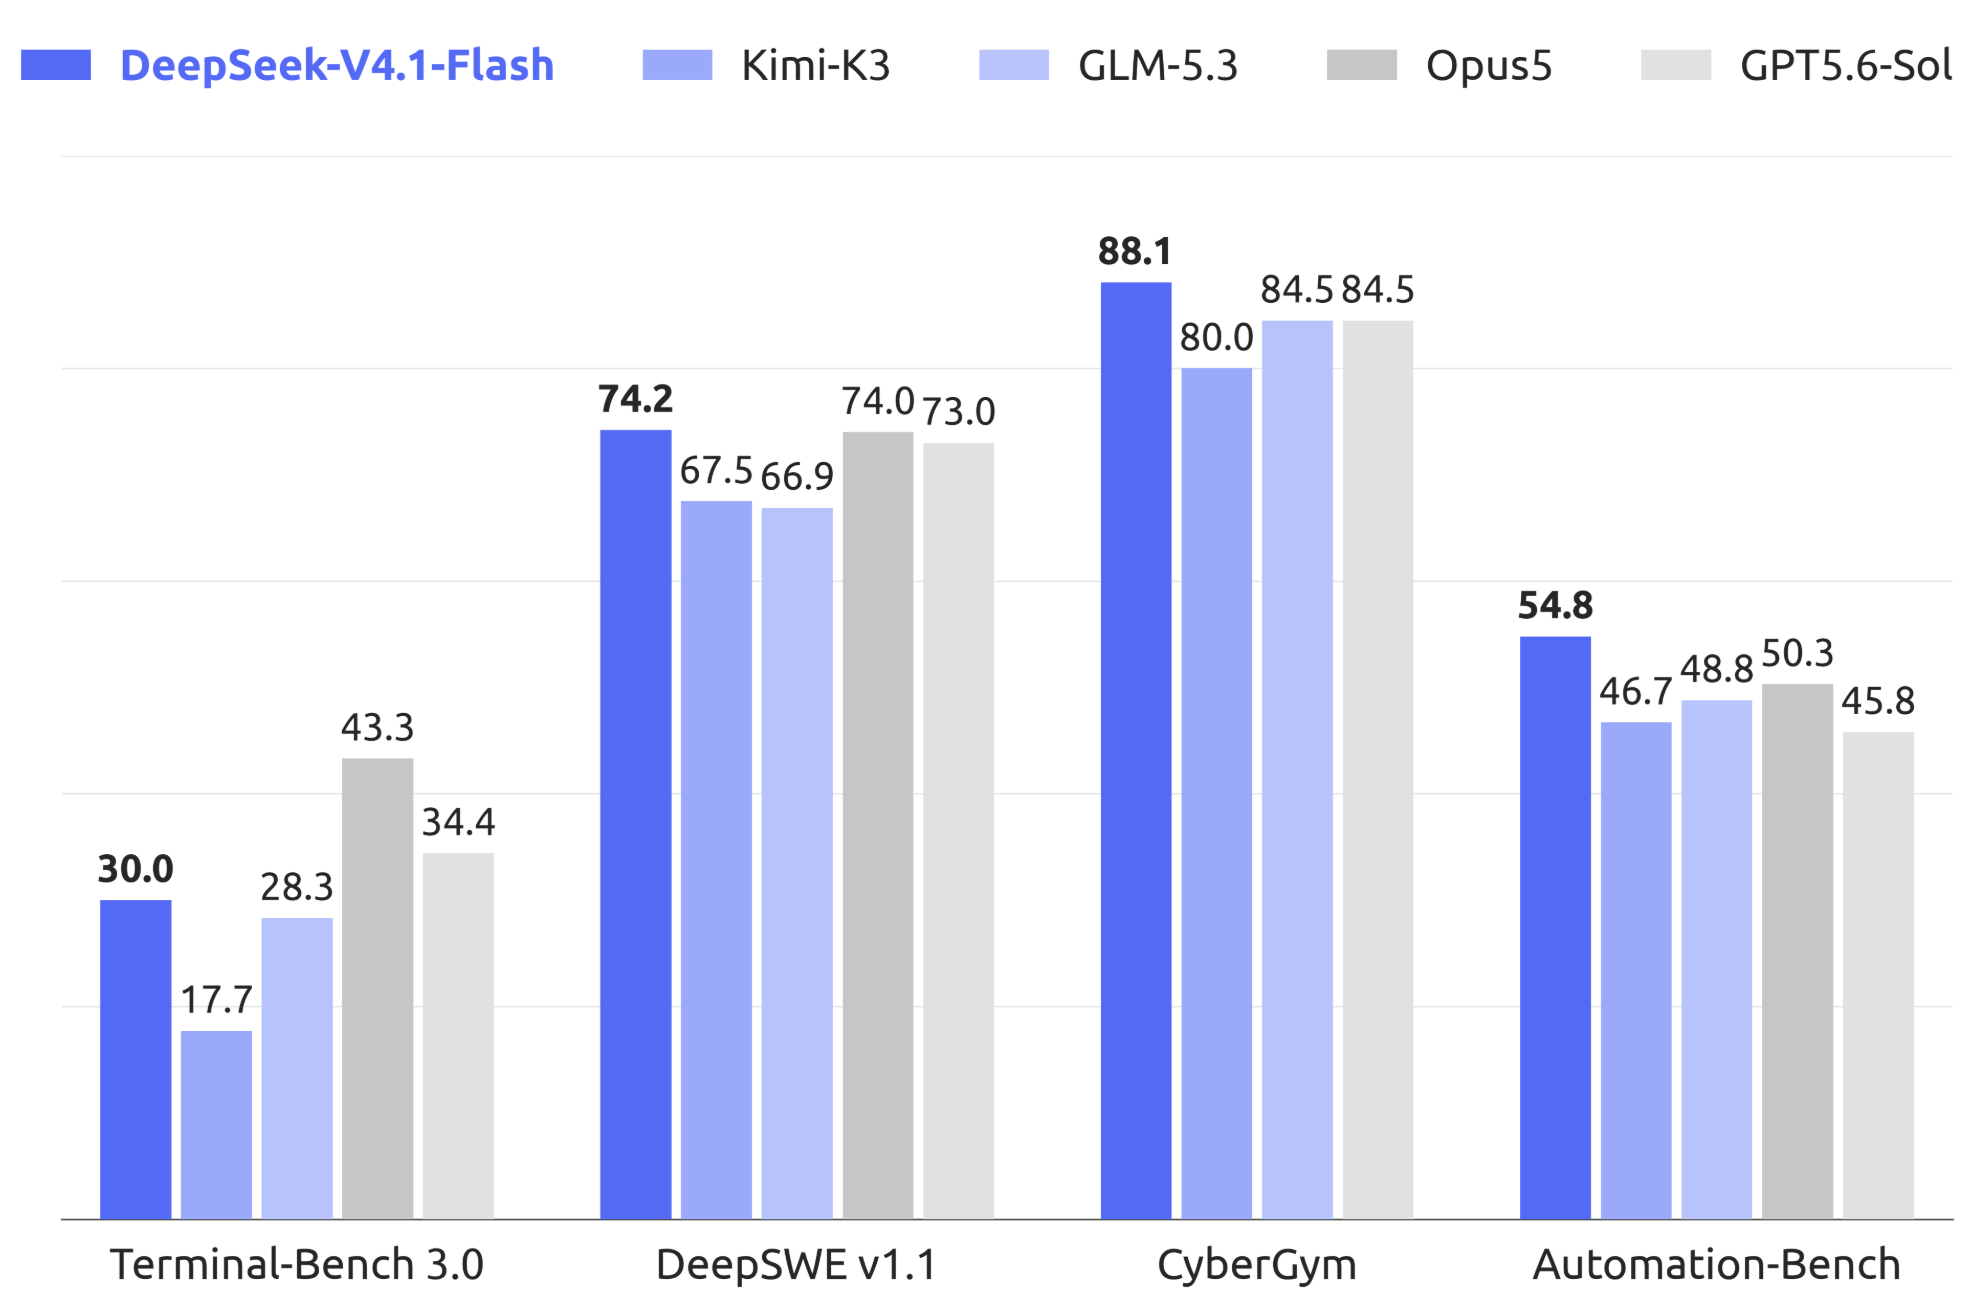 DeepSeek-V4.1-Flash Kimi-K3 GLM-5.3 Opus5 GPT5.6-Sol
30.0 17.7 28.3 43.3 34.4
74.2 67.5 66.9 74.0 73.0
88.1 80.0 84.5 84.5
54.8 46.7 48.8 50.3 45.8
Terminal-Bench 3.0 DeepSWE v1.1 CyberGym Automation-Bench